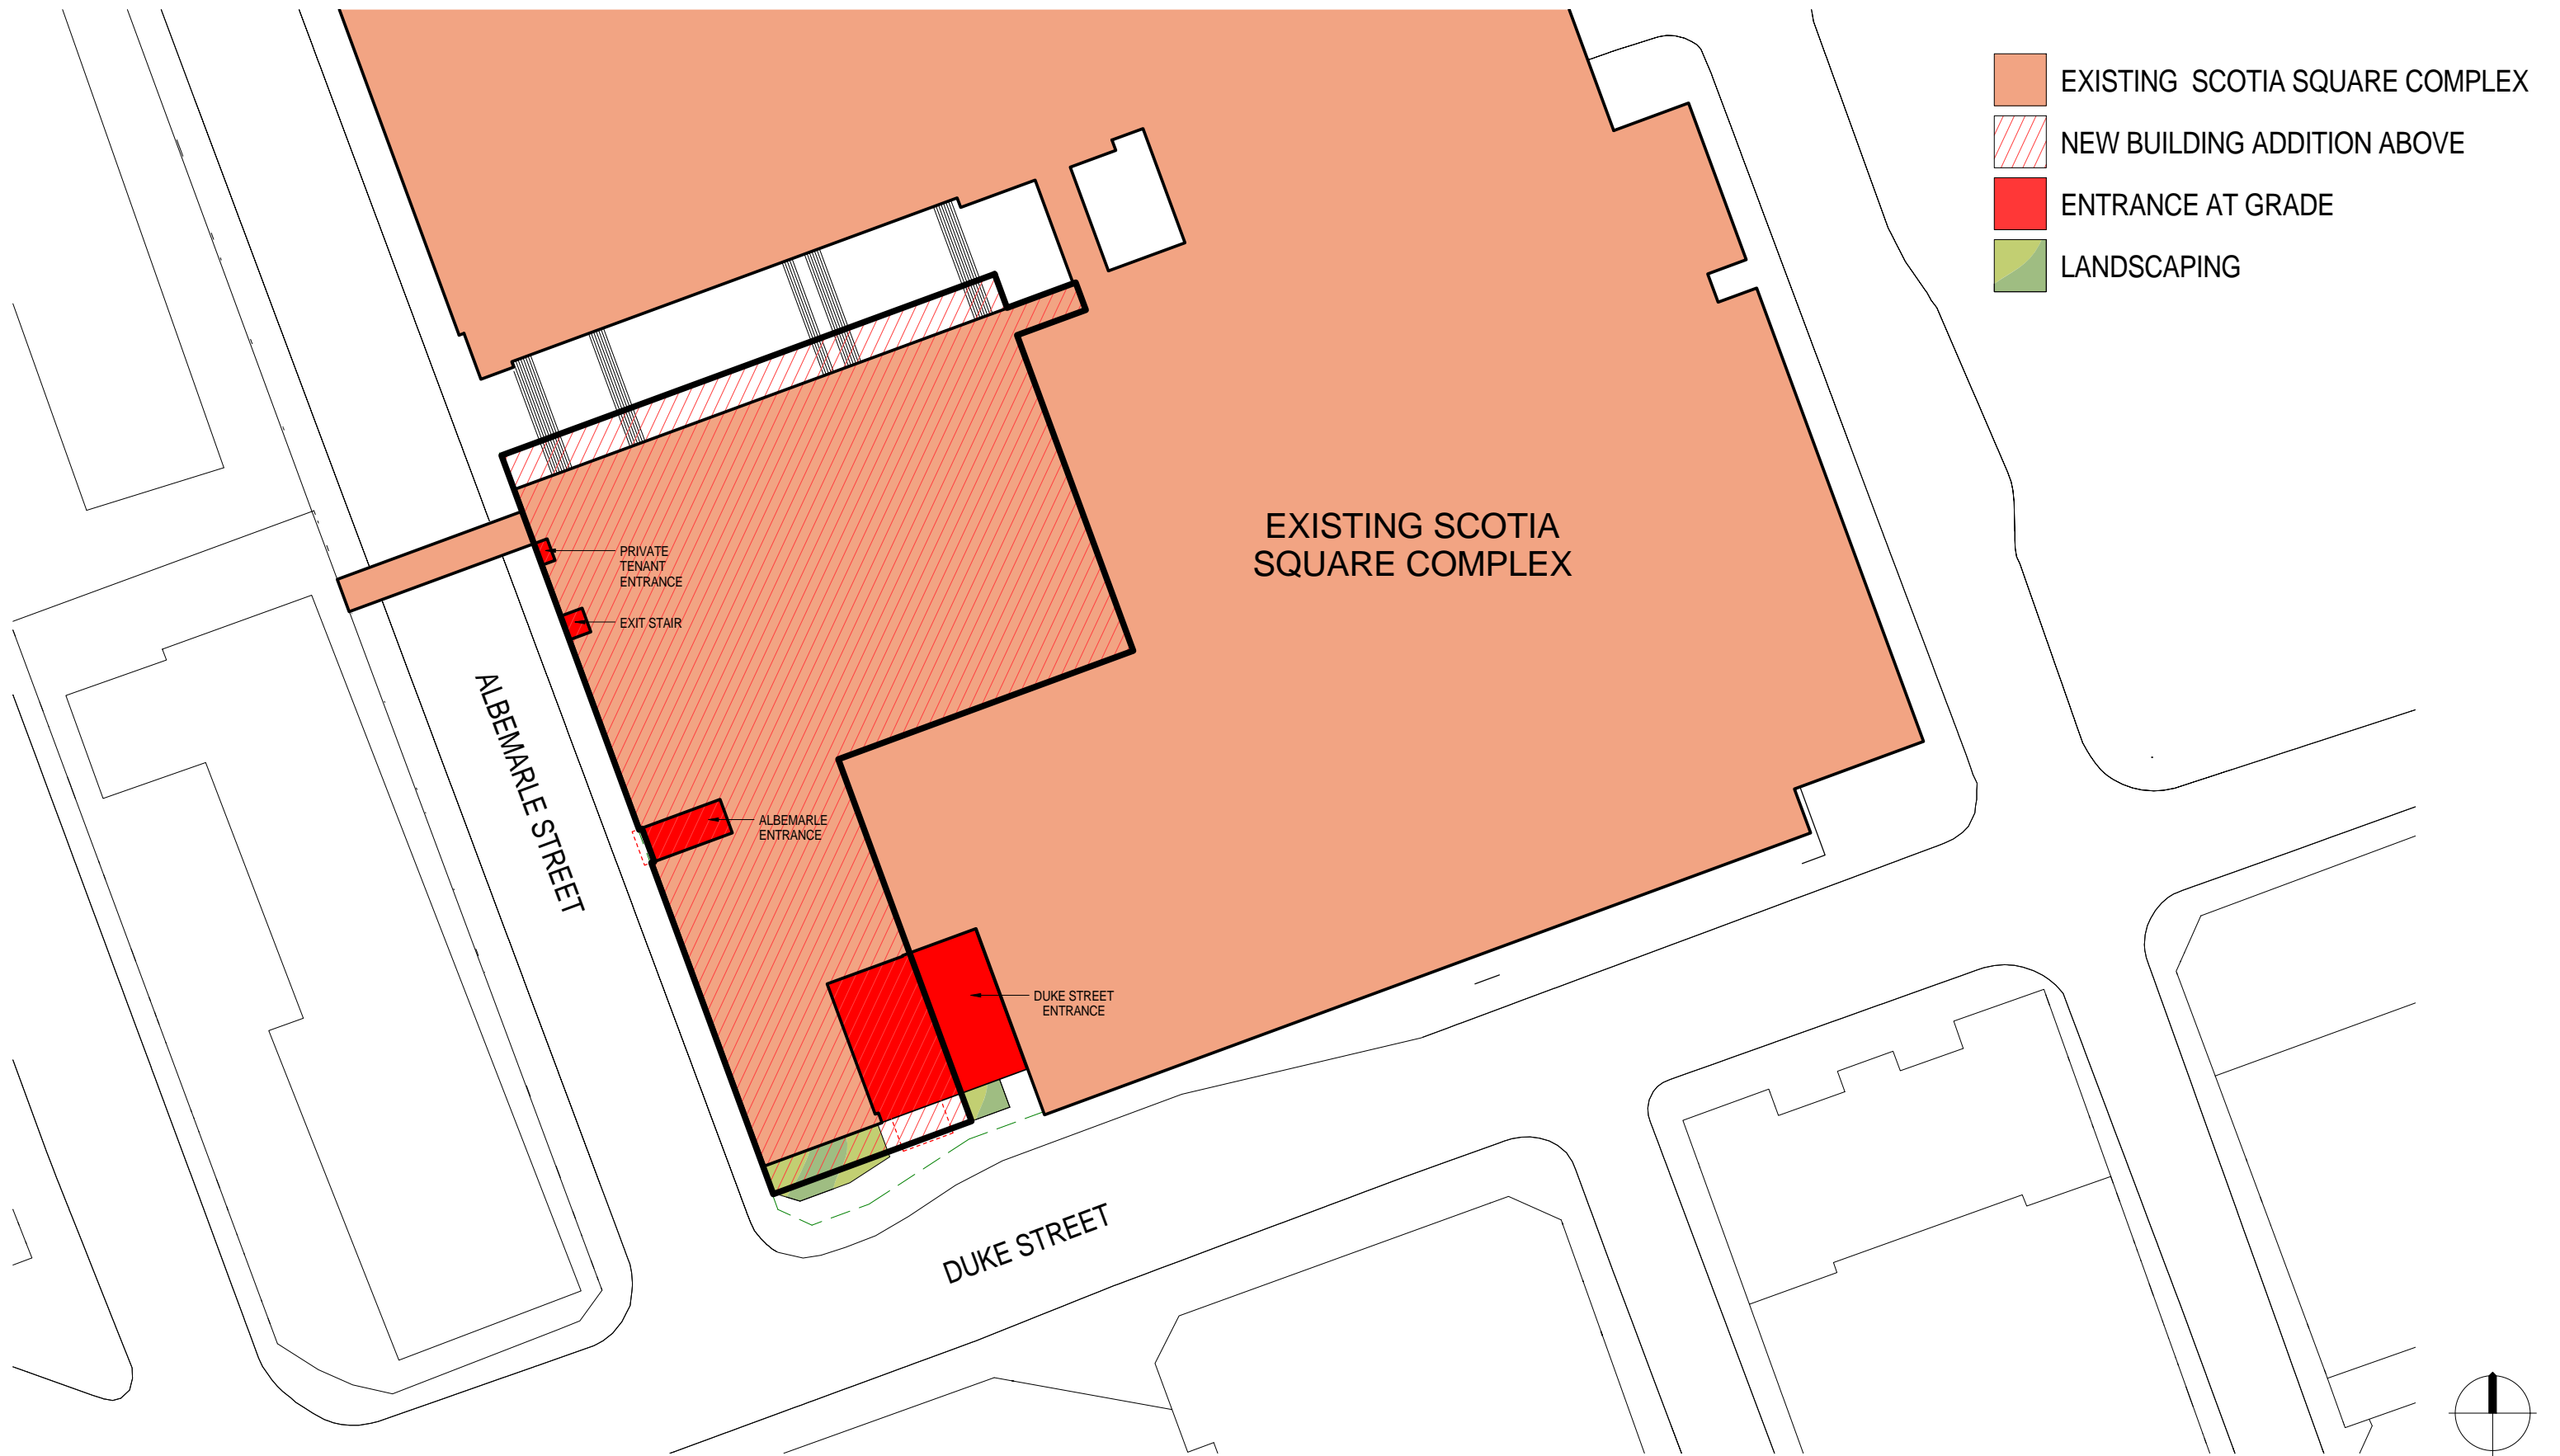 EXISTING SCOTIA SQUARE COMPLEX
NEW BUILDING ADDITION ABOVE
ENTRANCE AT GRADE
LANDSCAPING
EXISTING SCOTIA
SQUARE COMPLEX
PRIVATE
TENANT
ENTRANCE
EXIT STAIR
ALBEMARLE STREET
ALBEMARLE
ENTRANCE
DUKE STREET
ENTRANCE
DUKE STREET